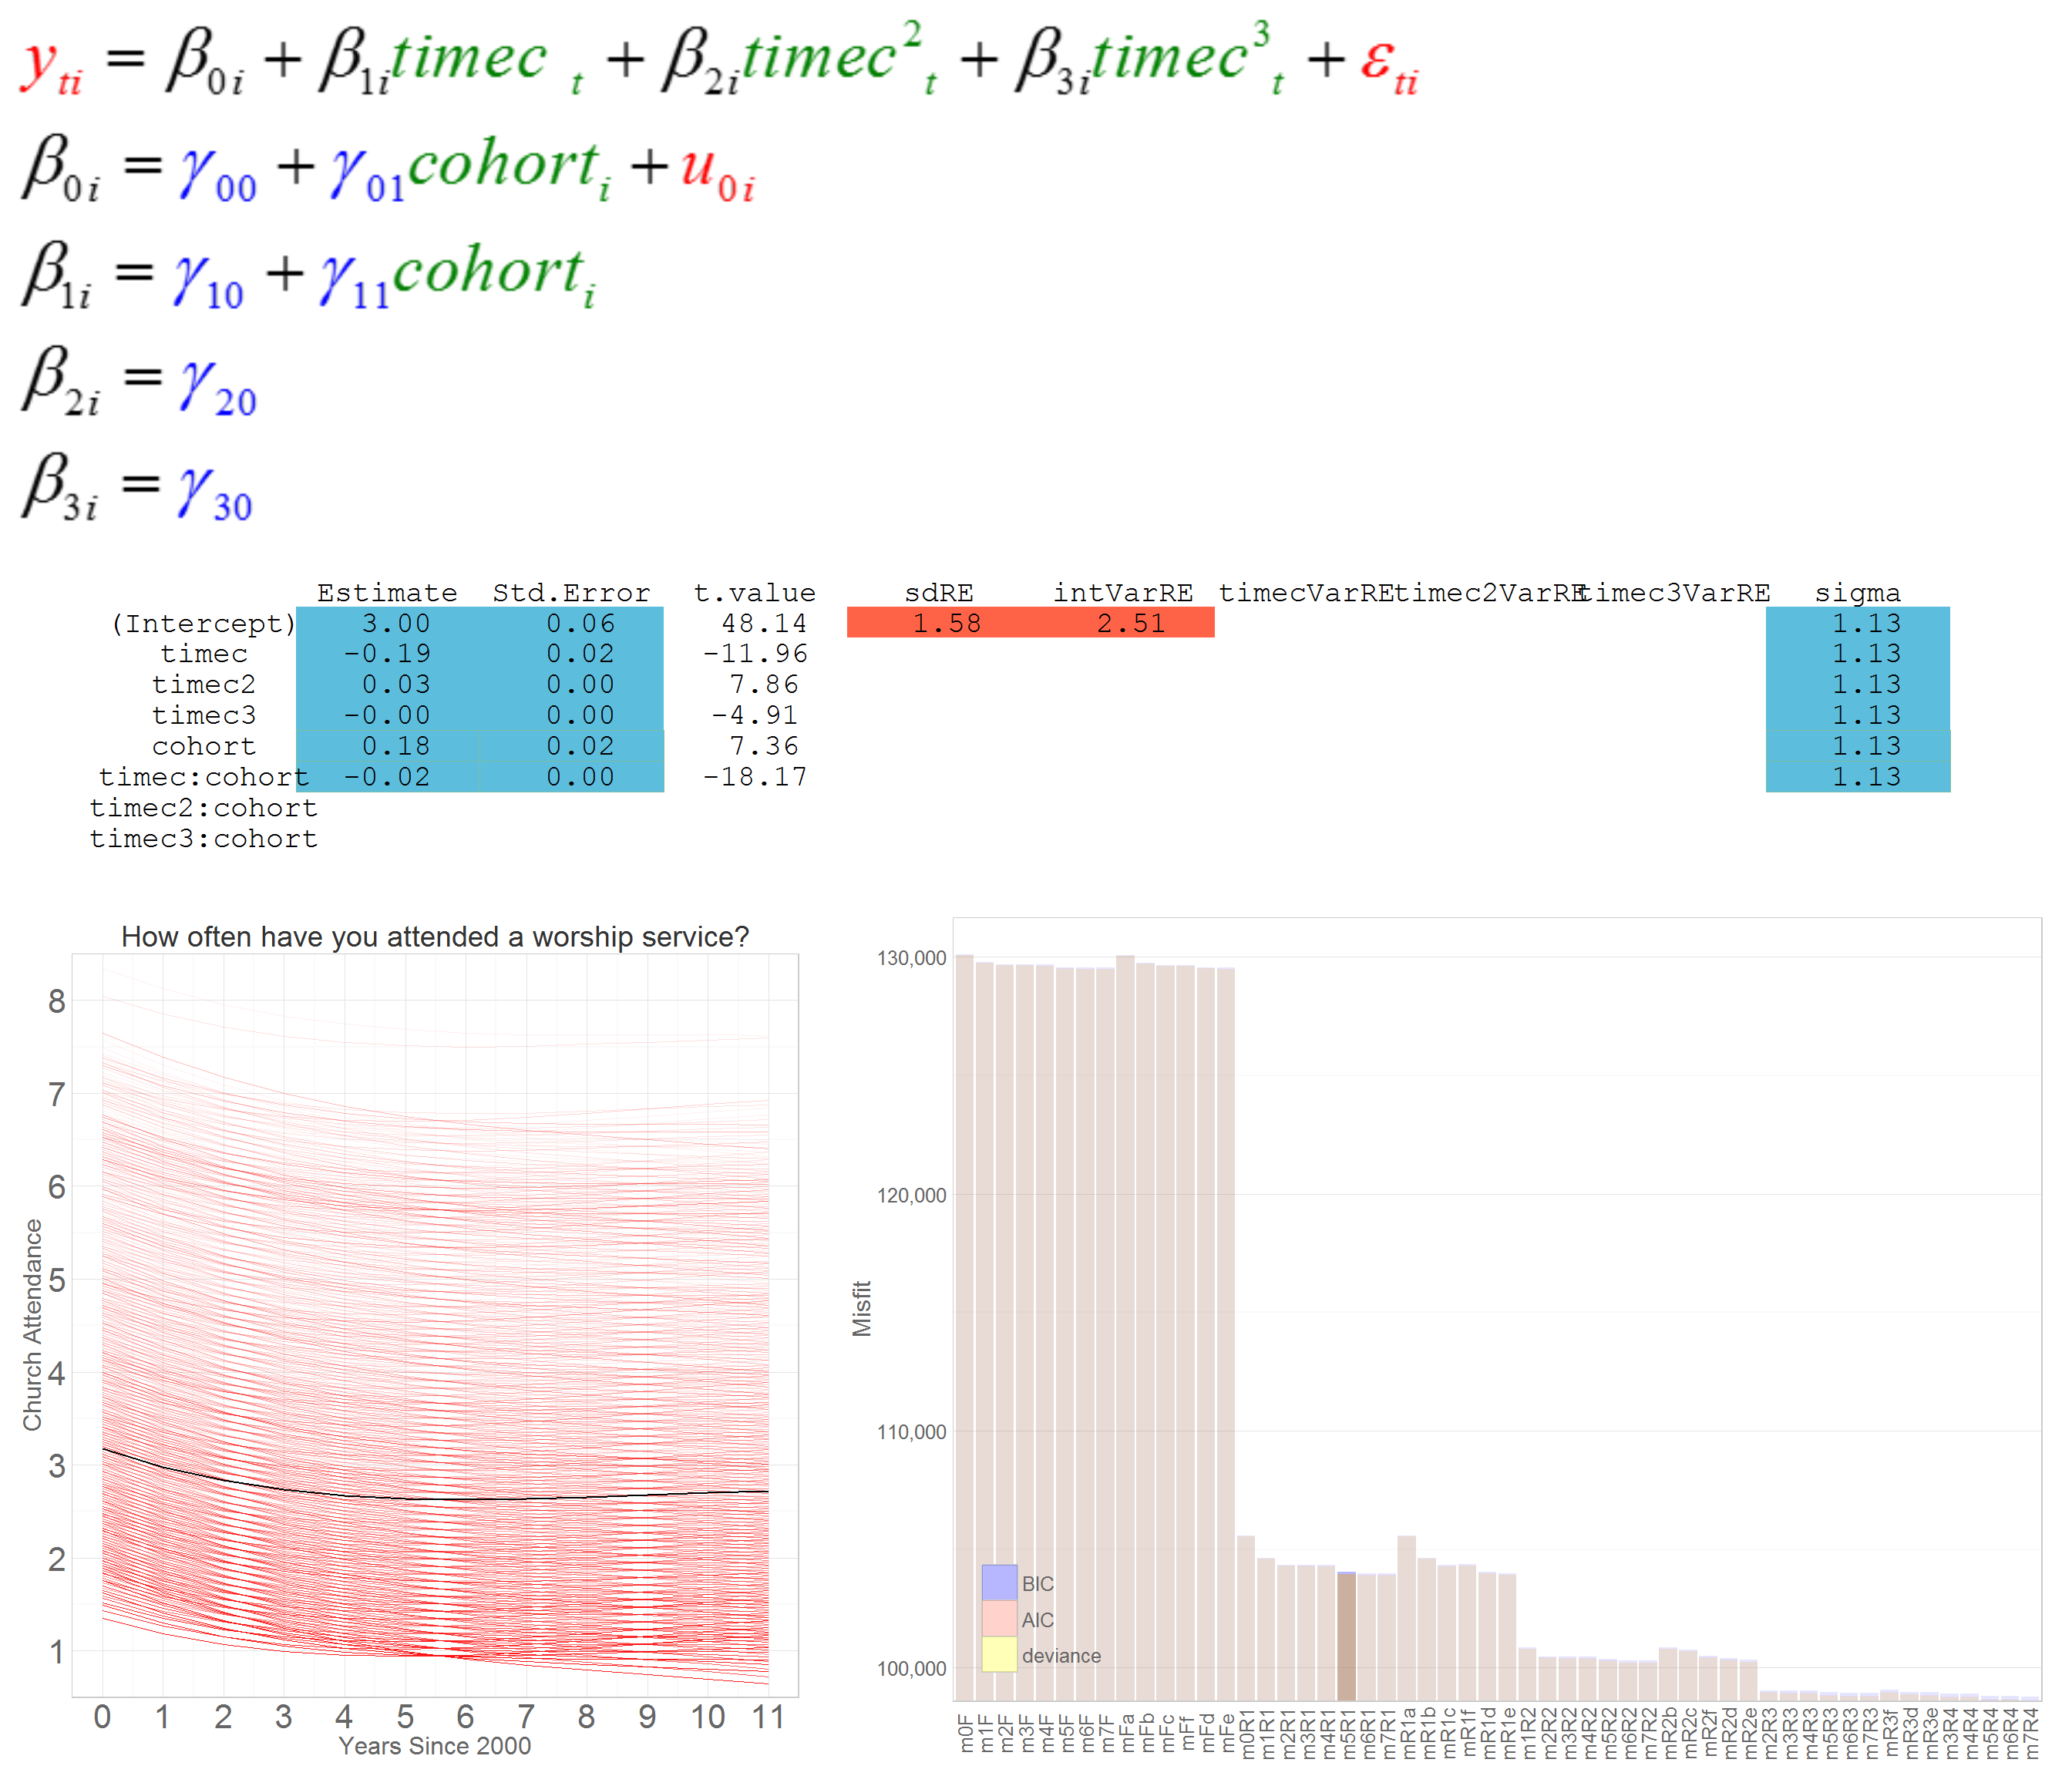 y_ti = β_0i + β_1i timec_t + β_2i timec²_t + β_3i timec³_t + ε_ti
β_0i = γ_00 + γ_01 cohort_i + u_0i
β_1i = γ_10 + γ_11 cohort_i
β_2i = γ_20
β_3i = γ_30
Estimate Std.Error t.value sdRE intVarRE timecVarRE timec2VarRE timec3VarRE sigma
(Intercept) 3.00 0.06 48.14 1.58 2.51 1.13
timec -0.19 0.02 -11.96 1.13
timec2 0.03 0.00 7.86 1.13
timec3 -0.00 0.00 -4.91 1.13
cohort 0.18 0.02 7.36 1.13
timec:cohort -0.02 0.00 -18.17 1.13
timec2:cohort
timec3:cohort
How often have you attended a worship service?
8
7
6
5
4
3
2
1
Church Attendance
0 1 2 3 4 5 6 7 8 9 10 11
Years Since 2000
130,000
120,000
110,000
100,000
Misfit
BIC
AIC
deviance
m0F m1F m2F m3F m4F m5F m6F m7F mFa mFb mFc mFf mFd mFe m0R1 m1R1 m2R1 m3R1 m4R1 m5R1 m6R1 m7R1 mR1a mR1b mR1c mR1f mR1d mR1e m1R2 m2R2 m3R2 m4R2 m5R2 m6R2 m7R2 mR2b mR2c mR2f mR2d mR2e m2R3 m3R3 m4R3 m5R3 m6R3 m7R3 mR3f mR3d mR3e m3R4 m4R4 m5R4 m6R4 m7R4